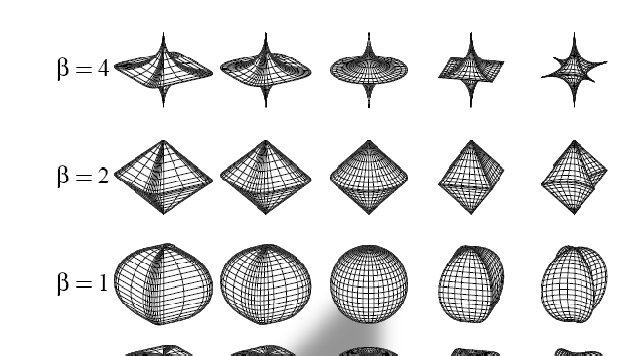 β = 4
β = 2
β = 1